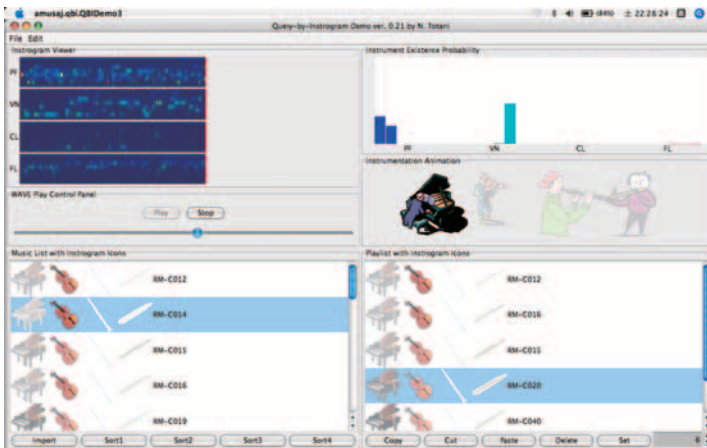 amusaj.qbi.QBIDemo3
(84%) 土 22:28:24
Query-by-Instrogram Demo ver. 0.21 by N. Totari
File Edit
Instrogram Viewer
PF
VN
CL
FL
Instrument Existence Probability
PF VN CL FL
Instrumentation Animation
WAVE Play Control Panel
Play Stop
Music List with Instrogram Icons
RM-C012
RM-C014
RM-C015
RM-C016
RM-C019
Import Sort1 Sort2 Sort3 Sort4
Playlist with Instrogram Icons
RM-C012
RM-C016
RM-C015
RM-C020
RM-C040
Copy Cut Paste Delete Set